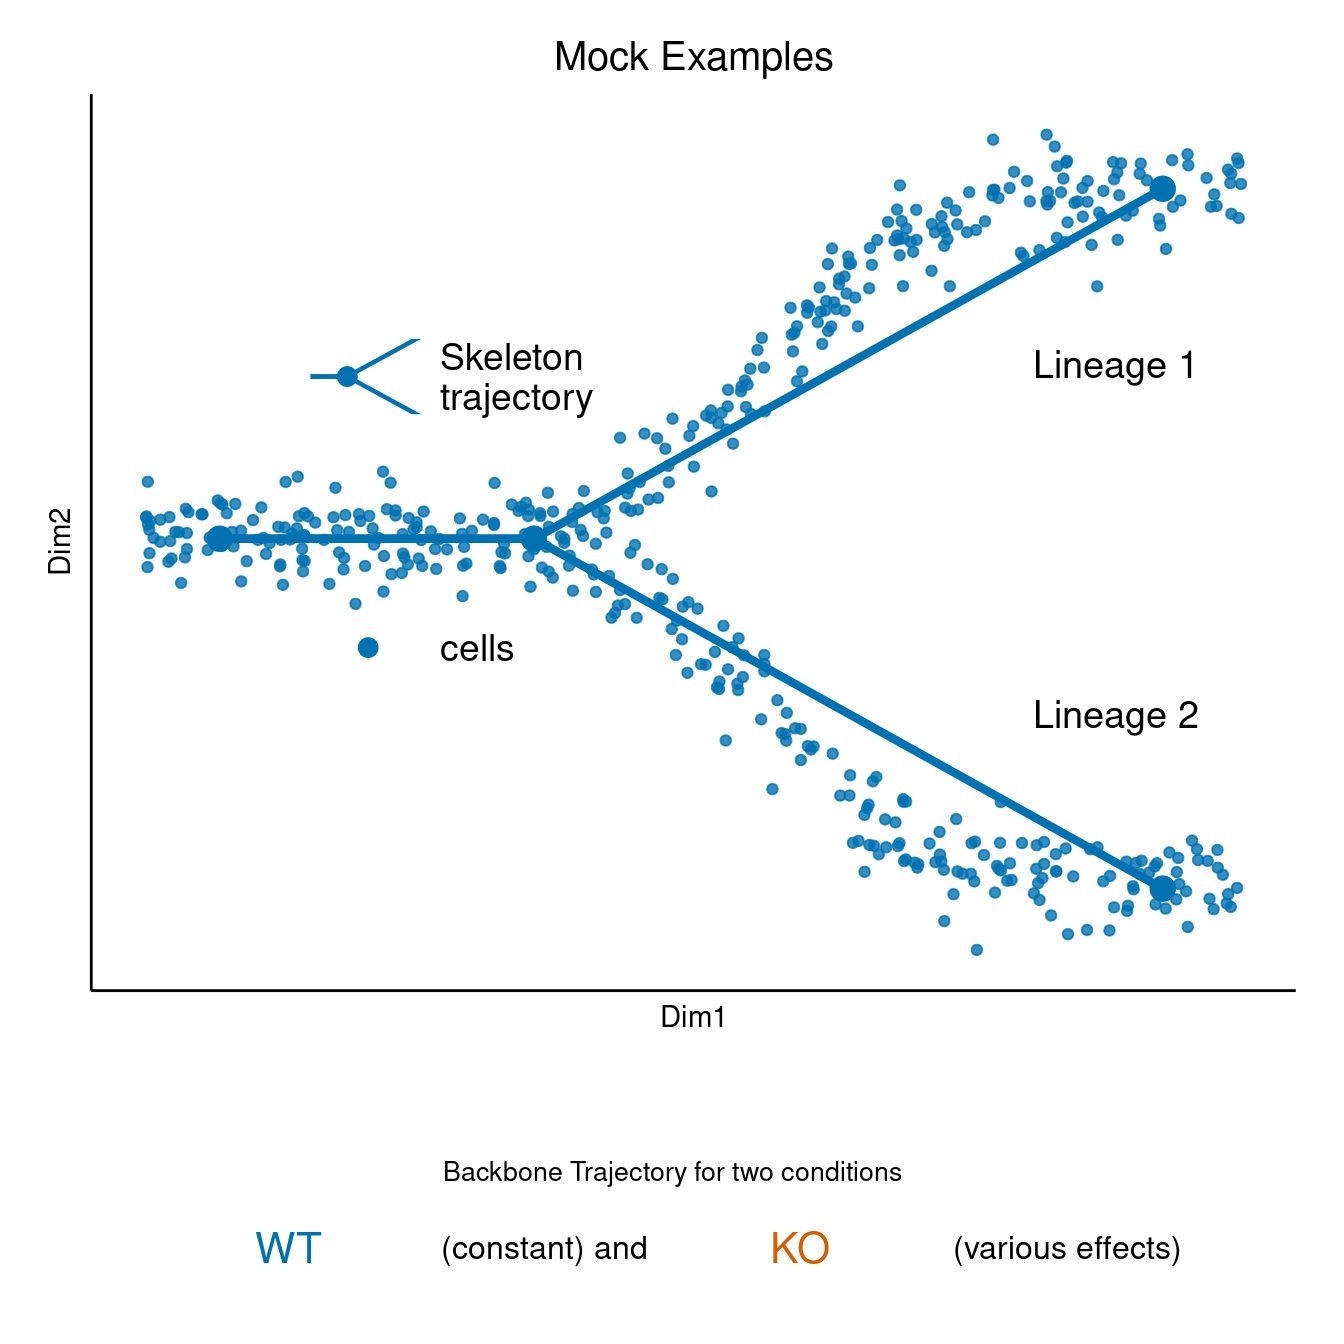 Mock Examples
Skeleton
trajectory
Lineage 1
Dim2
cells
Lineage 2
Dim1
Backbone Trajectory for two conditions
WT (constant) and KO (various effects)